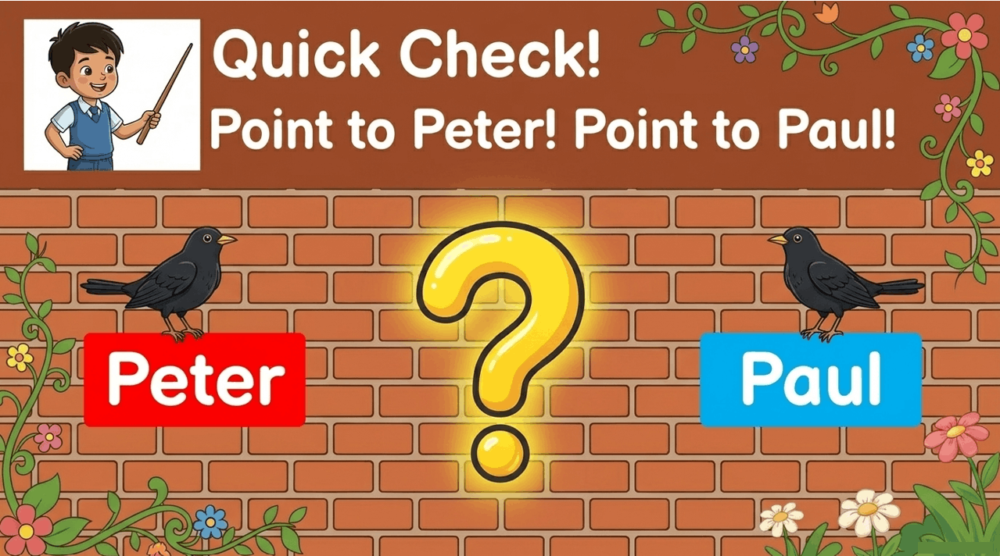 Quick Check!
Point to Peter! Point to Paul!
?
Peter
Paul